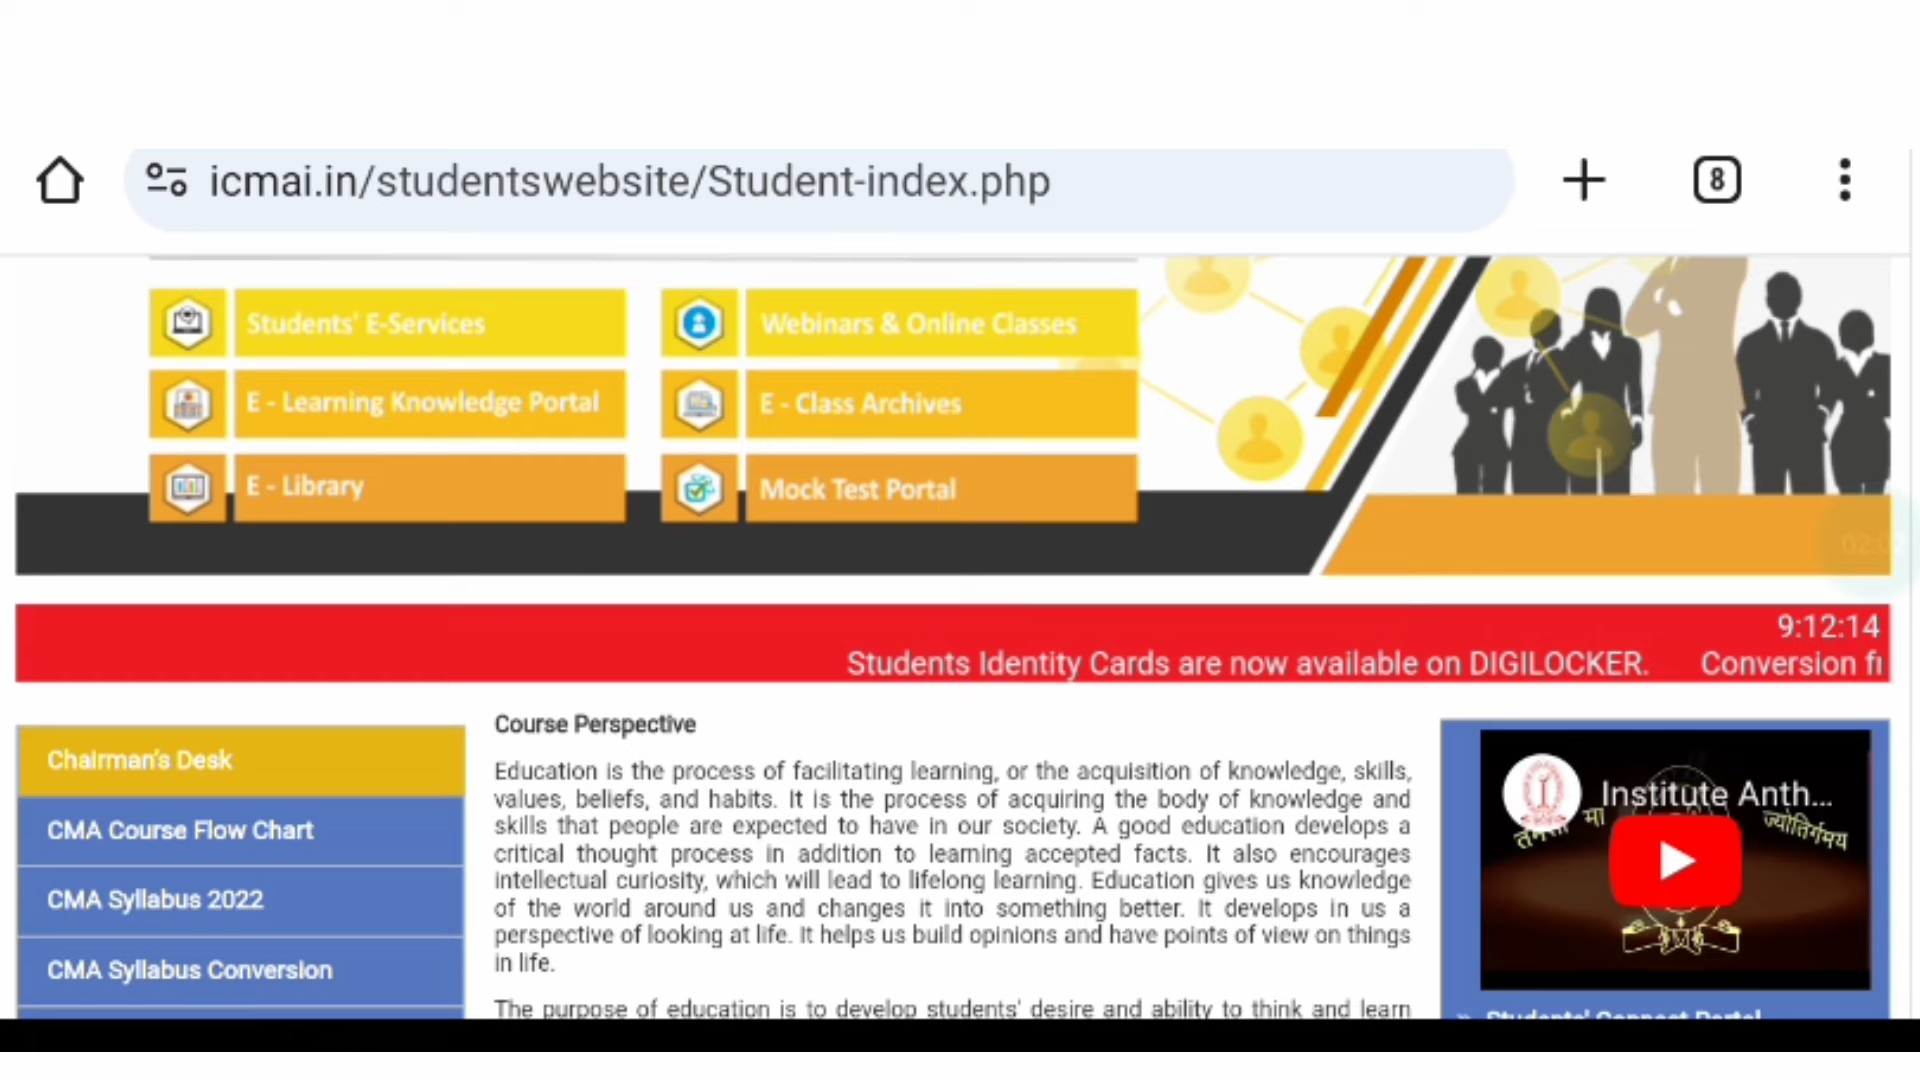 icmai.in/studentswebsite/Student-index.php
8
Students' E-Services
Webinars & Online Classes
E - Learning Knowledge Portal
E - Class Archives
E - Library
Mock Test Portal
9:12:14
Students Identity Cards are now available on DIGILOCKER. Conversion
Chairman's Desk
CMA Course Flow Chart
CMA Syllabus 2022
CMA Syllabus Conversion
Course Perspective
Education is the process of facilitating learning, or the acquisition of knowledge, skills,
values, beliefs, and habits. It is the process of acquiring the body of knowledge and
skills that people are expected to have in our society. A good education develops a
critical thought process in addition to learning accepted facts. It also encourages
intellectual curiosity, which will lead to lifelong learning. Education gives us knowledge
of the world around us and changes it into something better. It develops in us a
perspective of looking at life. It helps us build opinions and have points of view on things
in life.
The purpose of education is to develop students' desire and ability to think and learn
Institute Anth...
मा ज्योतिर्गमय
Students' Connect Portal